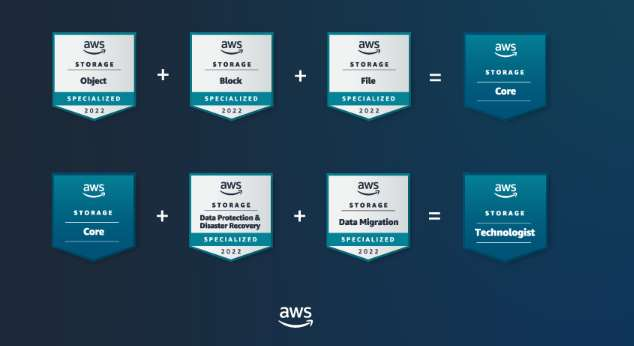 aws
STORAGE
Object
SPECIALIZED
2022
+
aws
STORAGE
Block
SPECIALIZED
2022
+
aws
STORAGE
File
SPECIALIZED
2022
=
aws
STORAGE
Core
aws
STORAGE
Core
+
aws
STORAGE
Data Protection &
Disaster Recovery
SPECIALIZED
2022
+
aws
STORAGE
Data Migration
SPECIALIZED
2022
=
aws
STORAGE
Technologist
aws